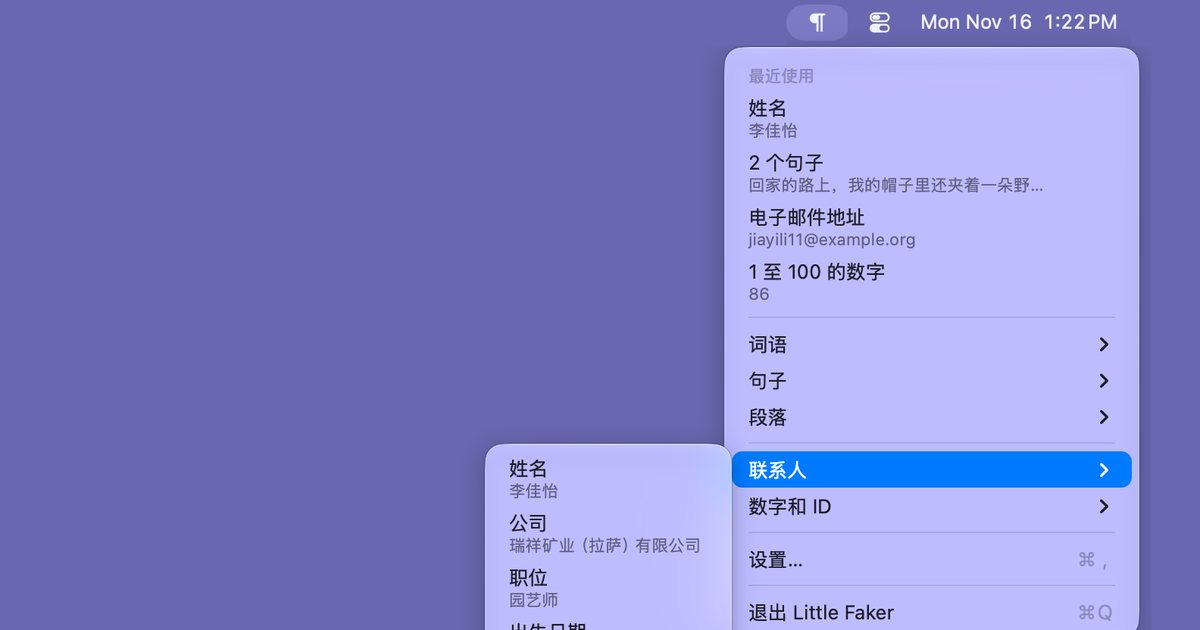 ¶ Mon Nov 16 1:22 PM
最近使用
姓名
李佳怡
2 个句子
回家的路上，我的帽子里还夹着一朵野…
电子邮件地址
jiayili11@example.org
1 至 100 的数字
86
词语
句子
段落
联系人
数字和 ID
设置… ⌘ ,
退出 Little Faker ⌘Q
姓名
李佳怡
公司
瑞祥矿业（拉萨）有限公司
职位
园艺师
出生日期